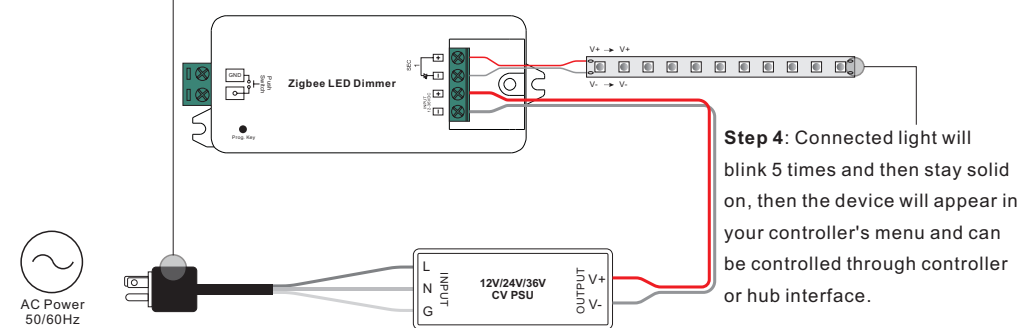 GND
Push
Switch
Prog. Key
Zigbee LED Dimmer
SEC
1
+
−
+
−
V+ → V+
V- → V-
Step 4: Connected light will
blink 5 times and then stay solid
on, then the device will appear in
your controller's menu and can
be controlled through controller
or hub interface.
AC Power
50/60Hz
L
N
G
INPUT
12V/24V/36V
CV PSU
OUTPUT
V+
V-